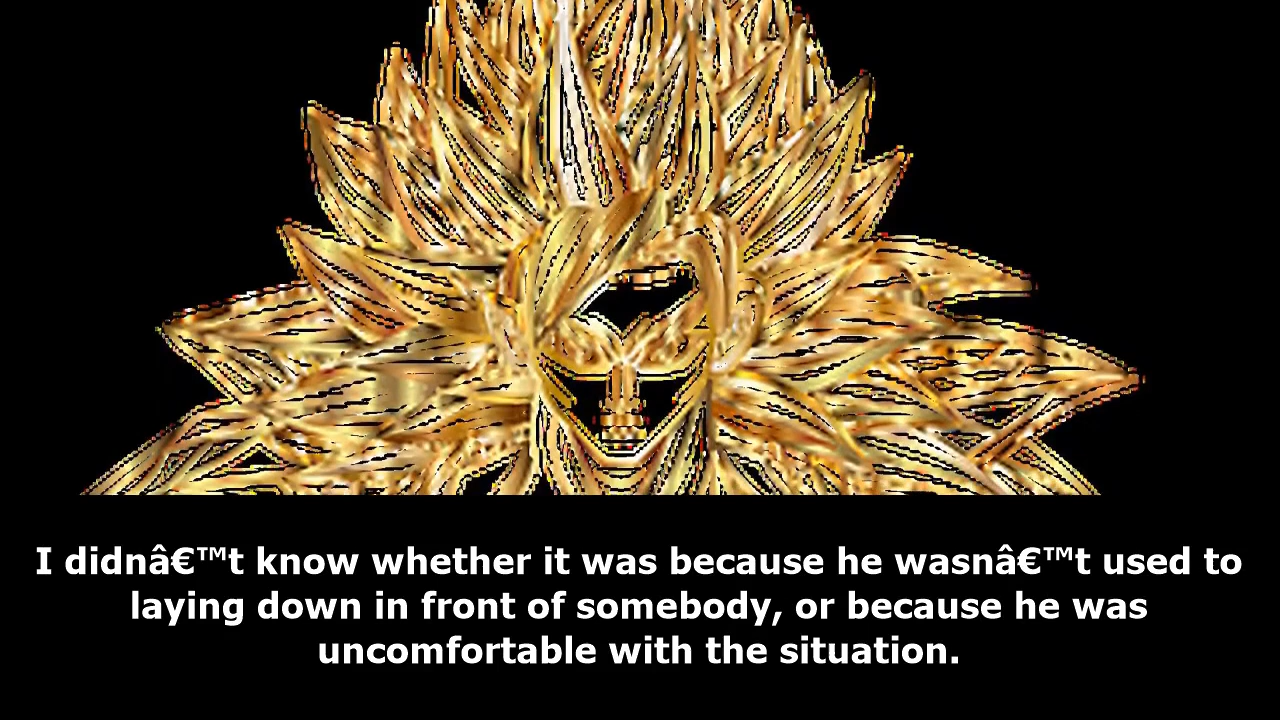 I didnâ€™t know whether it was because he wasnâ€™t used to
laying down in front of somebody, or because he was
uncomfortable with the situation.